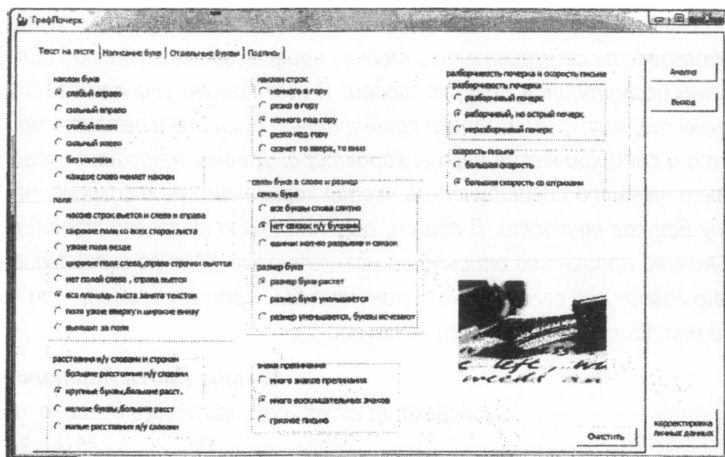 ГрафПочерк
Текст на листе Написание букв Отдельные буквы Подпись
наклон букв
слабый вправо
сильный вправо
слабый влево
сильный влево
без наклона
каждое слово меняет наклон
поля
начало строк вьется и слева и справа
широкие поля со всех сторон листа
узкие поля везде
широкие поля слева, правые строчки вьются
нет полей слева, справа вьется
вся площадь листа занята текстом
поля узкие вверху и широкие внизу
выходит за поля
расстояния м/у словами и строками
большие расстояния м/у словами
крупные буквы, большие расст.
мелкие буквы, большие расст
малые расстояния м/у словами
наклон строк
немного в гору
резко в гору
немного под гору
резко под гору
скачет то вверх, то вниз
связь букв в слове и размер
связь букв
все буквы слова слитно
нет связок м/у буквами
одинак кол-во разрывов и связок
размер букв
размер букв растет
размер букв уменьшается
размер уменьшается, буквы исчезают
знаки препинания
много знаков препинания
много восклицательных знаков
грязное письмо
разборчивость почерка и скорость письма
разборчивость почерка
разборчивый почерк
разборчивый, но острый почерк
неразборчивый почерк
скорость письма
большая скорость
большая скорость со штрихами
Анализ
Выход
Очистить
корректировка
личных данных